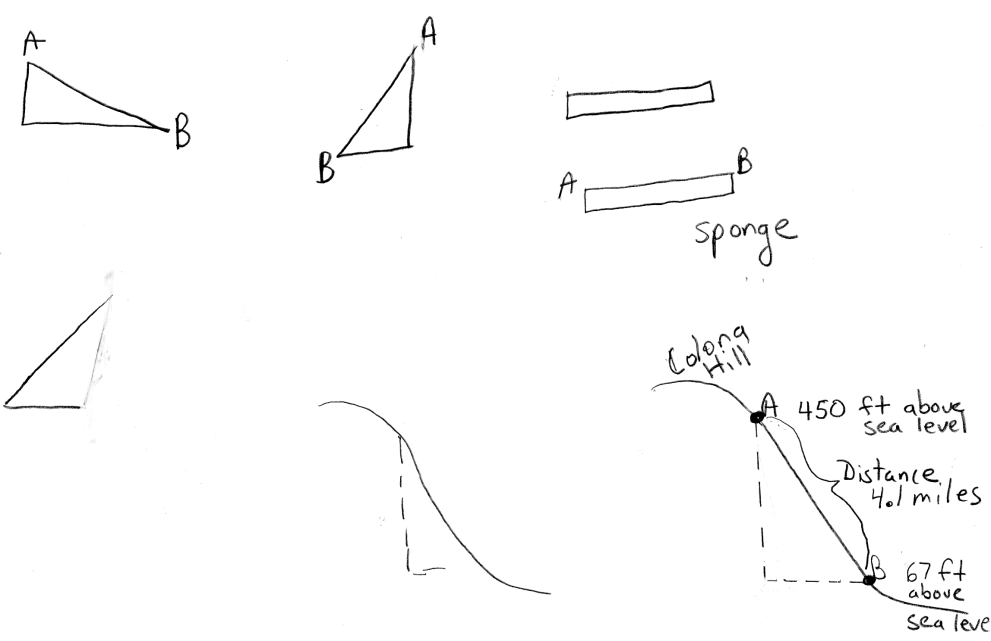 A
B
A
B
A
B
sponge
Colona
Hill
A
450 ft above
sea level
Distance
4.1 miles
B
67 ft
above
sea leve